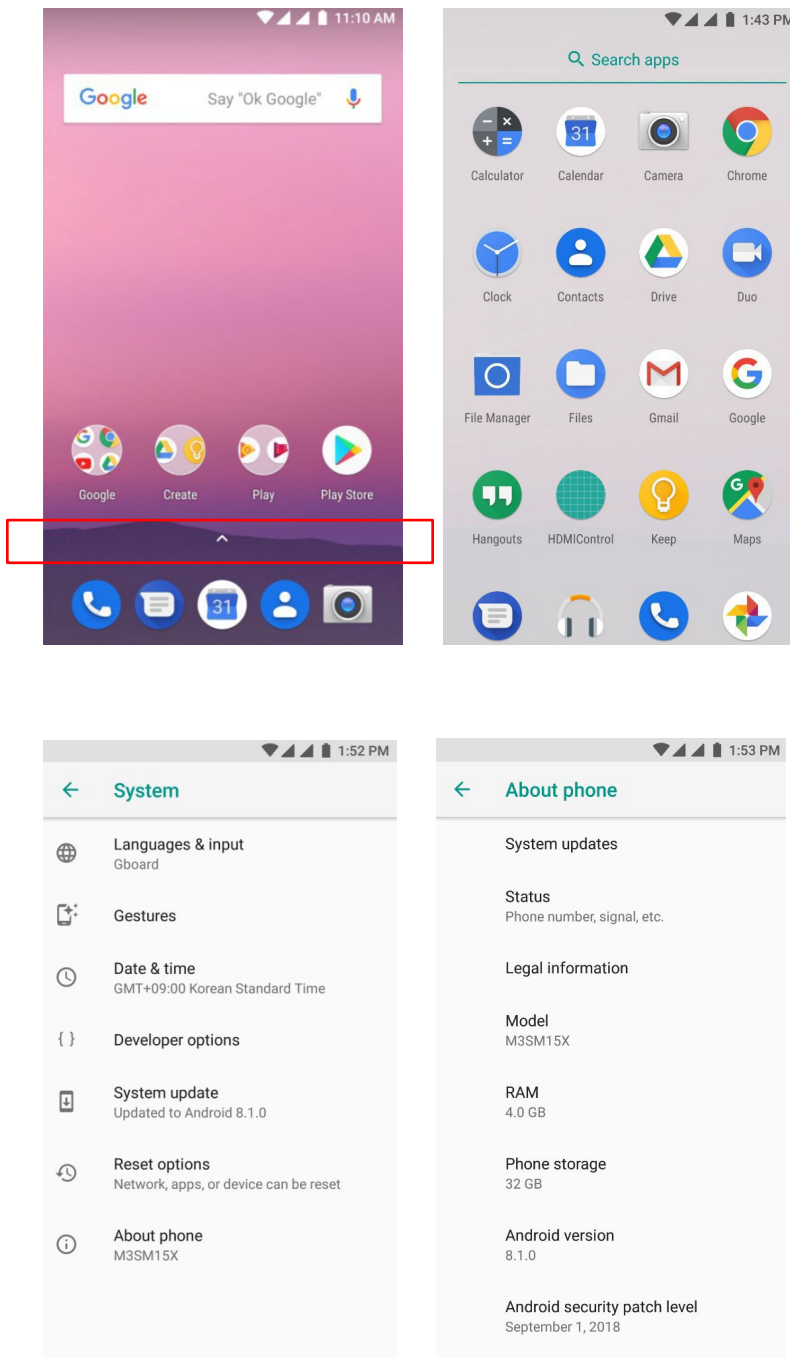 11:10 AM
Google Say "Ok Google"
Google Create Play Play Store
31
1:43 PM
Search apps
31
Calculator Calendar Camera Chrome
Clock Contacts Drive Duo
File Manager Files Gmail Google
G
Hangouts HDMIControl Keep Maps
1:52 PM
System
Languages & input
Gboard
Gestures
Date & time
GMT+09:00 Korean Standard Time
{ } Developer options
System update
Updated to Android 8.1.0
Reset options
Network, apps, or device can be reset
About phone
M3SM15X
1:53 PM
About phone
System updates
Status
Phone number, signal, etc.
Legal information
Model
M3SM15X
RAM
4.0 GB
Phone storage
32 GB
Android version
8.1.0
Android security patch level
September 1, 2018